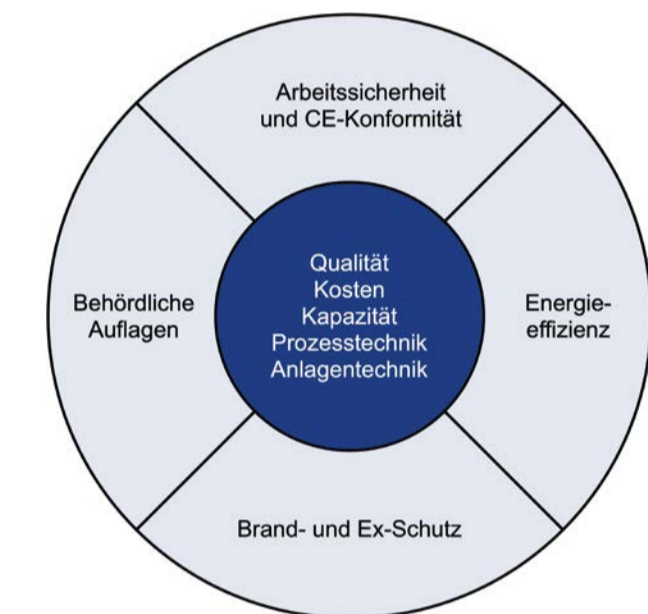 Arbeitssicherheit
und CE-Konformität
Behördliche
Auflagen
Qualität
Kosten
Kapazität
Prozesstechnik
Anlagentechnik
Energie-
effizienz
Brand- und Ex-Schutz